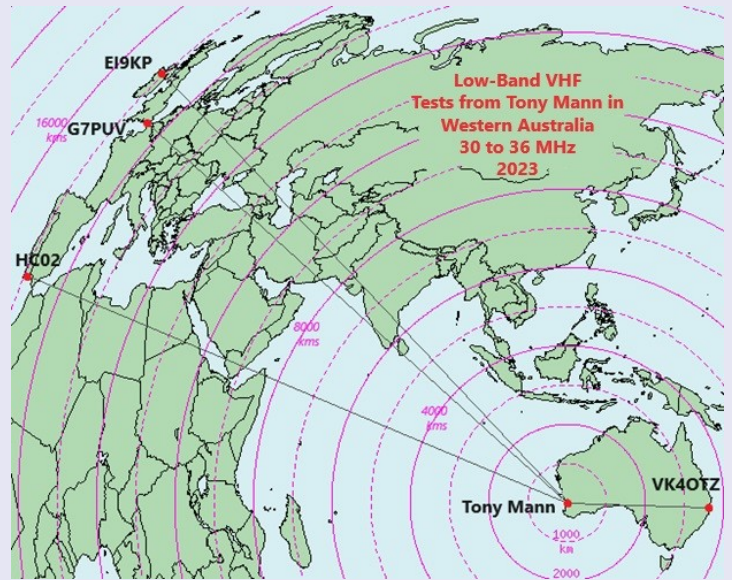 EI9KP
Low-Band VHF
Tests from Tony Mann in
Western Australia
30 to 36 MHz
2023
16000
kms
G7PUV
HC02
8000
kms
4000
kms
VK4OTZ
Tony Mann
1000
km
2000